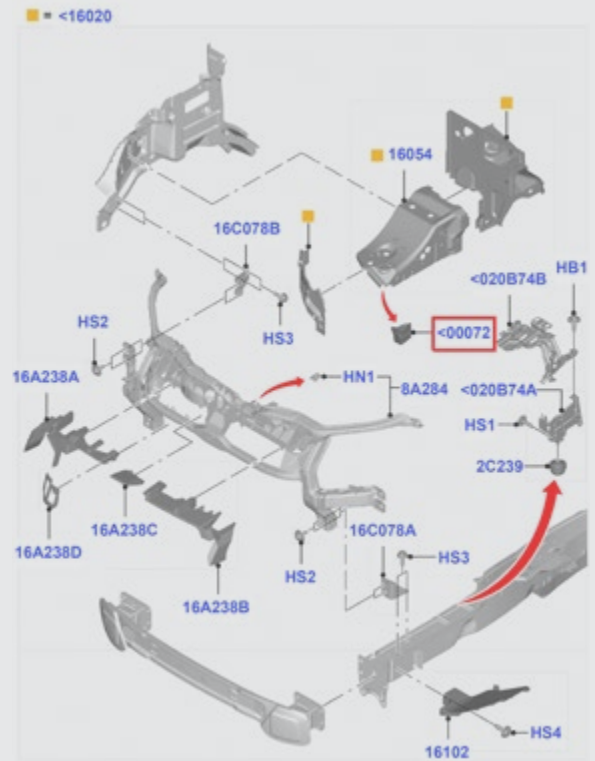 = <16020
16054
16C078B
<020B74B
HB1
HS2
HS3
<00072
16A238A
HN1
8A284
<020B74A
HS1
2C239
16A238C
16A238D
16C078A
HS3
HS2
16A238B
HS4
16102